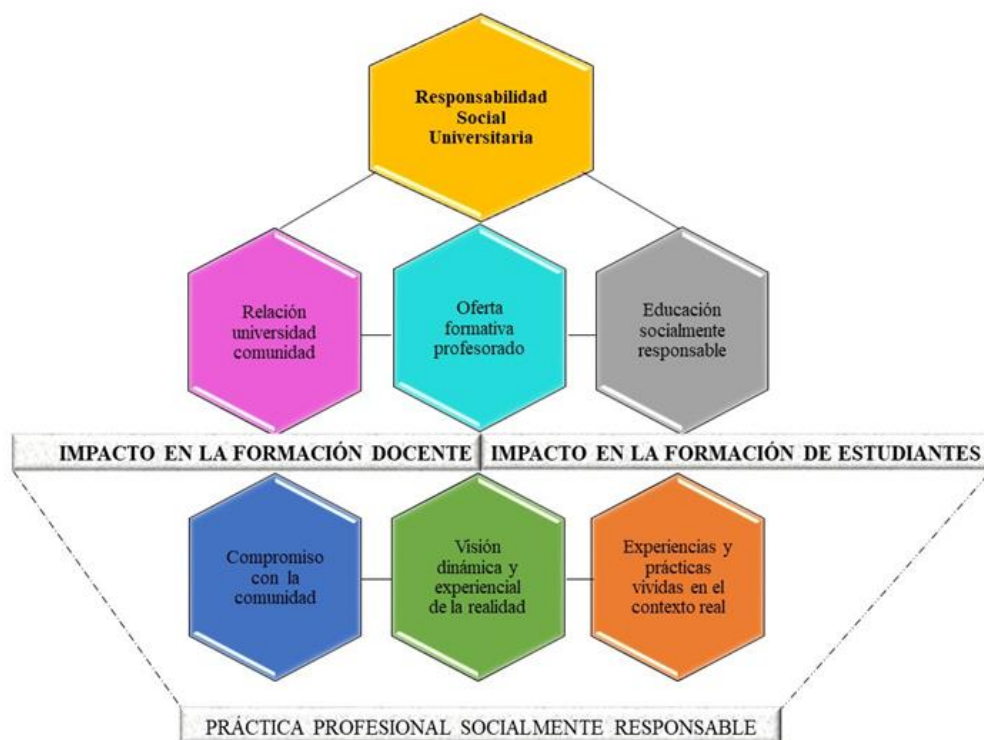 Responsabilidad
Social
Universitaria
Relación
universidad
comunidad
Oferta
formativa
profesorado
Educación
socialmente
responsable
IMPACTO EN LA FORMACIÓN DOCENTE
IMPACTO EN LA FORMACIÓN DE ESTUDIANTES
Compromiso
con la
comunidad
Visión
dinámica y
experiencial
de la realidad
Experiencias y
prácticas
vividas en el
contexto real
PRÁCTICA PROFESIONAL SOCIALMENTE RESPONSABLE